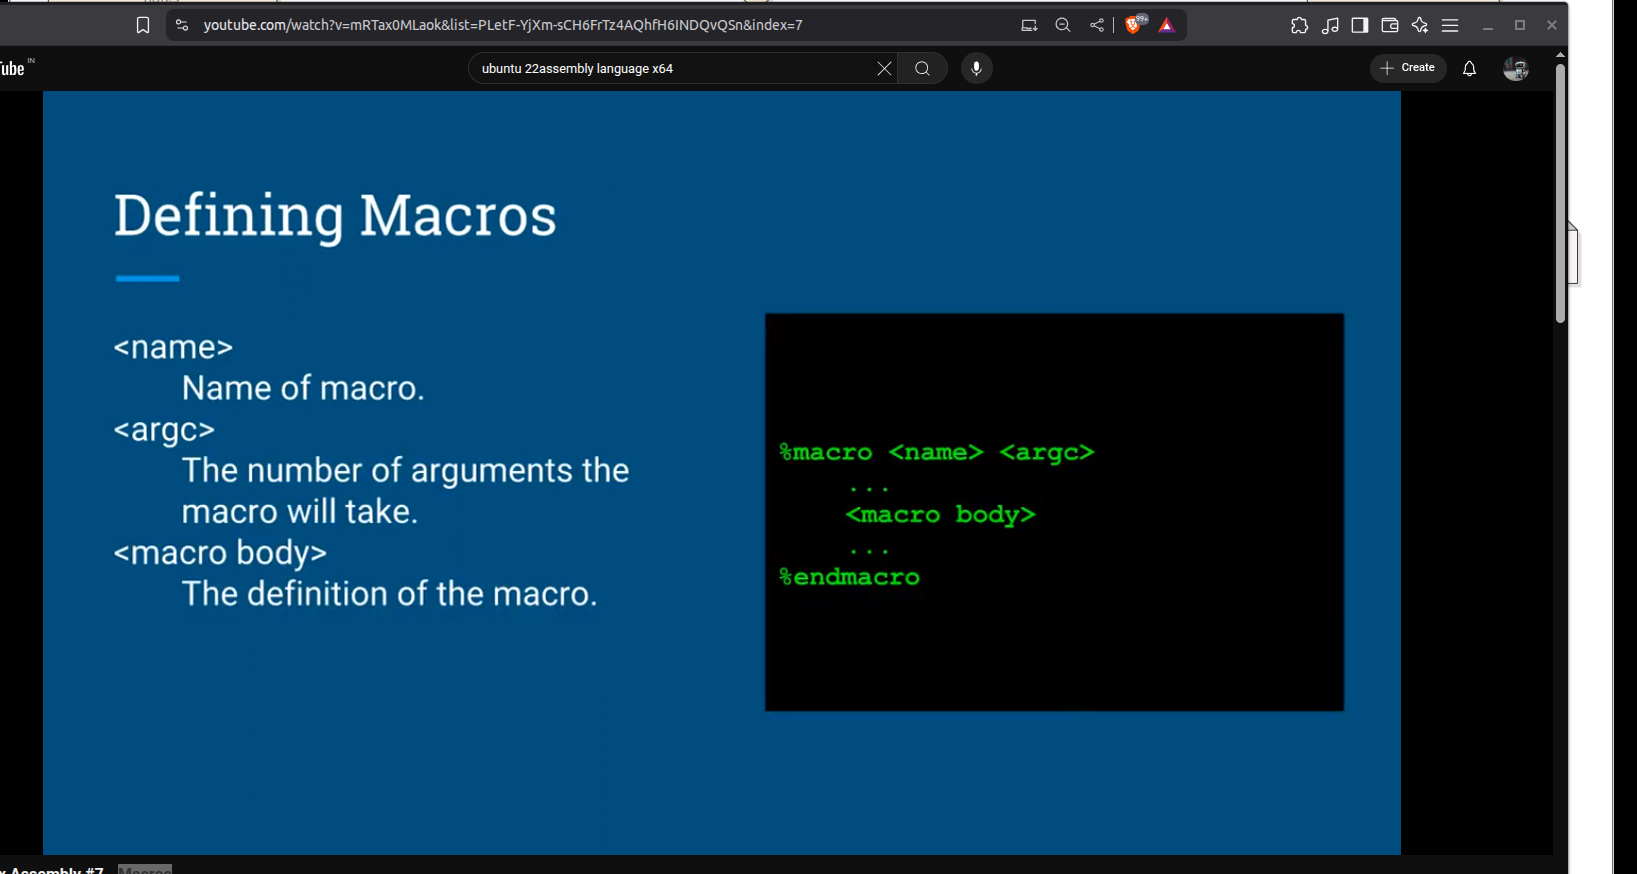 youtube.com/watch?v=mRTax0MLaok&list=PLetF-YjXm-sCH6FrTz4AQhfH6INDQvQSn&index=7
99+
ube IN
ubuntu 22assembly language x64
Create
Defining Macros
<name>
Name of macro.
<argc>
The number of arguments the
macro will take.
<macro body>
The definition of the macro.
%macro <name> <argc>
...
<macro body>
...
%endmacro
x Assembly #7 Macros